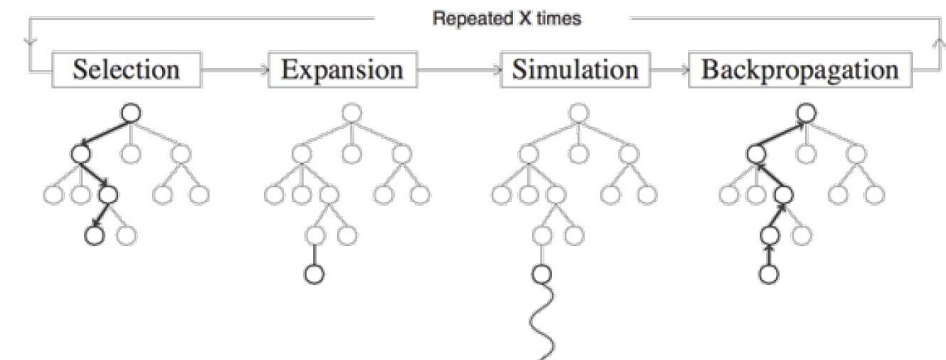 Repeated X times
Selection
Expansion
Simulation
Backpropagation